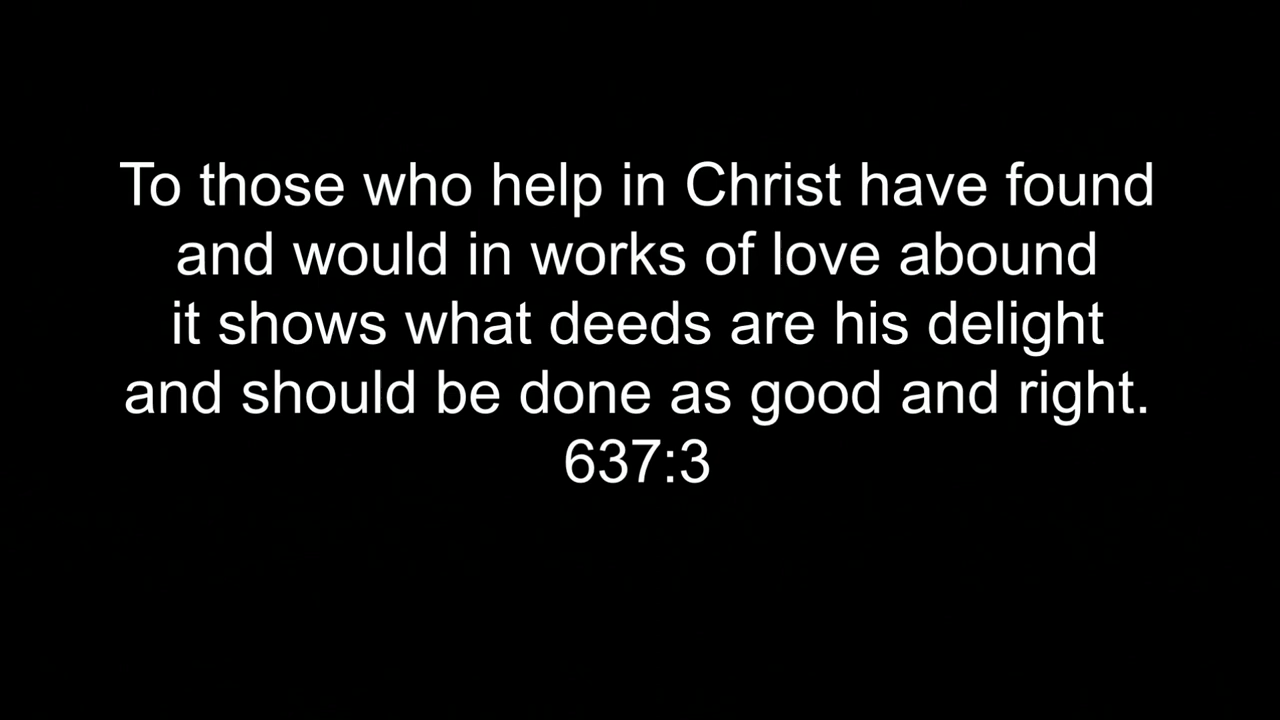 To those who help in Christ have found
and would in works of love abound
it shows what deeds are his delight
and should be done as good and right.
637:3